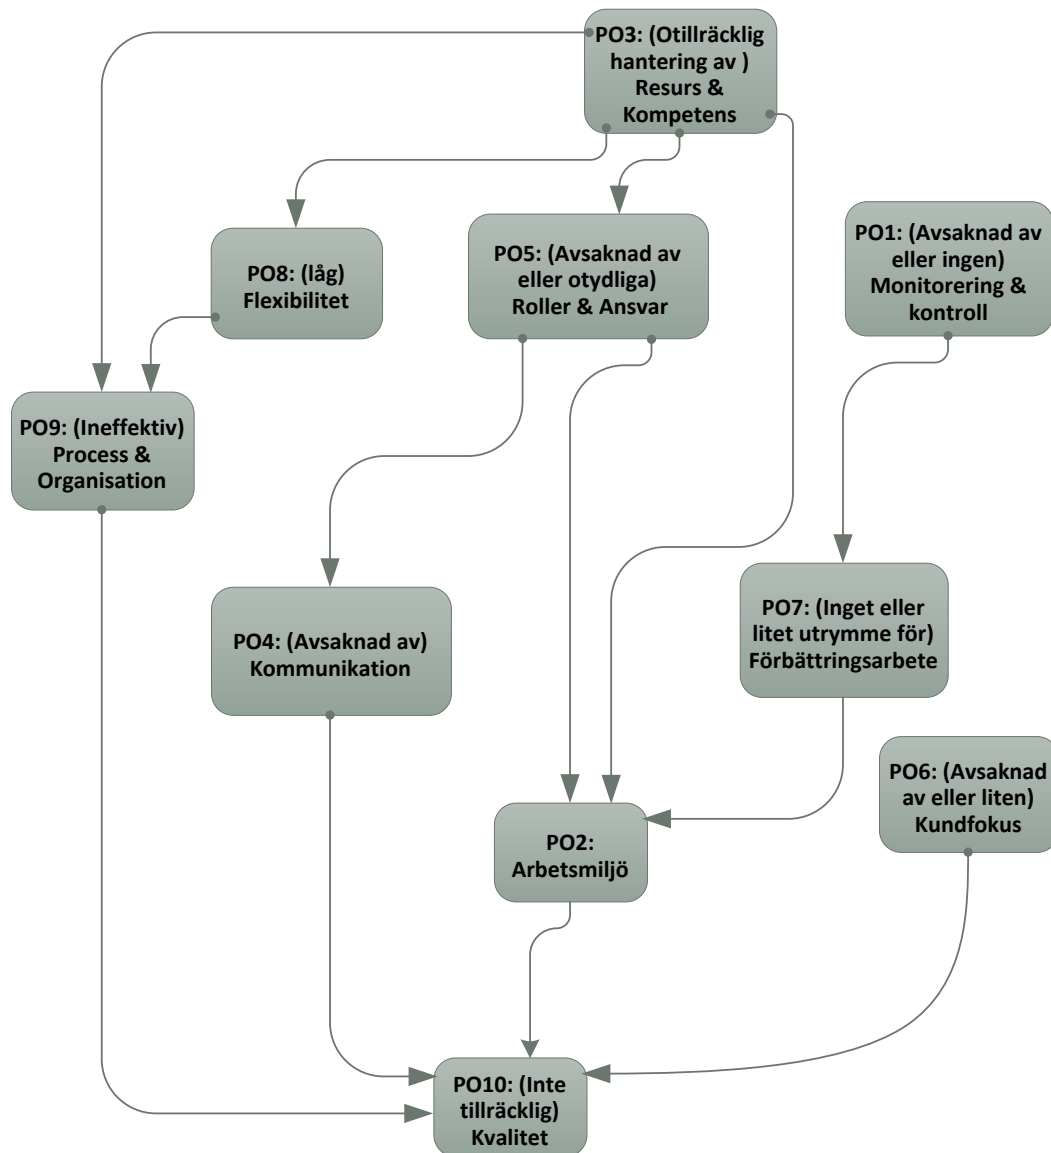 PO3: (Otillräcklig
hantering av )
Resurs &
Kompetens
PO8: (låg)
Flexibilitet
PO5: (Avsaknad av
eller otydliga)
Roller & Ansvar
PO1: (Avsaknad av
eller ingen)
Monitorering &
kontroll
PO9: (Ineffektiv)
Process &
Organisation
PO4: (Avsaknad av)
Kommunikation
PO7: (Inget eller
litet utrymme för)
Förbättringsarbete
PO6: (Avsaknad
av eller liten)
Kundfokus
PO2:
Arbetsmiljö
PO10: (Inte
tillräcklig)
Kvalitet